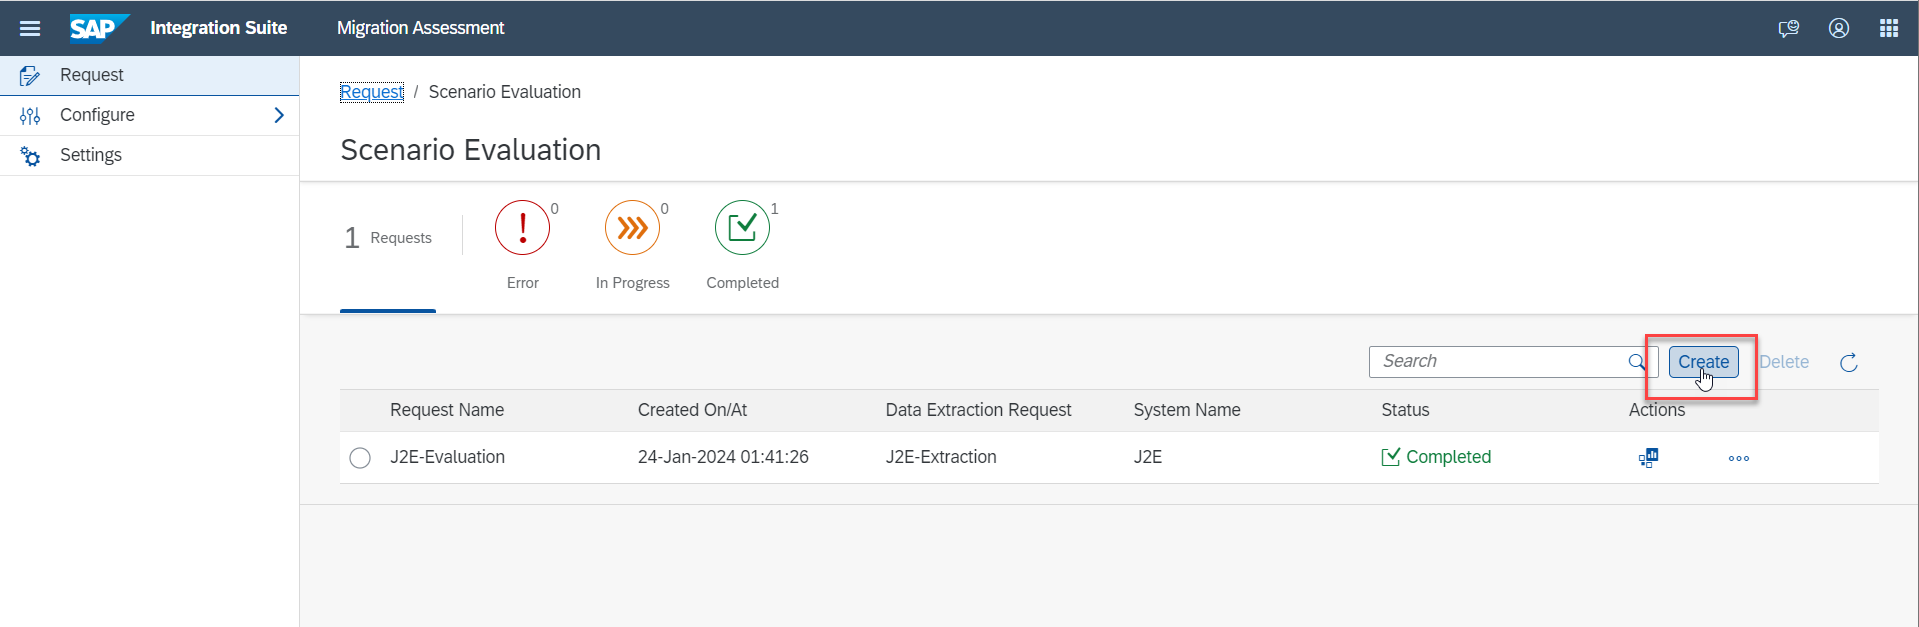 SAP Integration Suite Migration Assessment
Request
Configure
Settings
Request / Scenario Evaluation
Scenario Evaluation
1 Requests
0
Error
0
In Progress
1
Completed
Search Create Delete
Request Name Created On/At Data Extraction Request System Name Status Actions
J2E-Evaluation 24-Jan-2024 01:41:26 J2E-Extraction J2E Completed